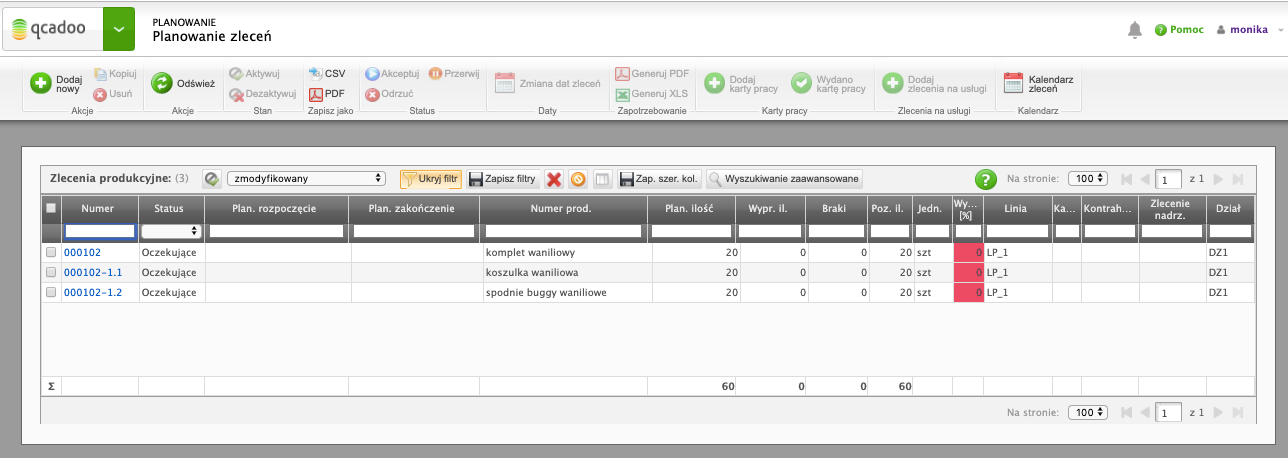 qcadoo
PLANOWANIE
Planowanie zleceń
Pomoc
monika
Dodaj nowy
Kopiuj
Usuń
Akcje
Odśwież
Akcje
Aktywuj
Dezaktywuj
Stan
CSV
PDF
Zapisz jako
Akceptuj
Przerwij
Odrzuć
Status
Zmiana dat zleceń
Daty
Generuj PDF
Generuj XLS
Zapotrzebowanie
Dodaj karty pracy
Wydano kartę pracy
Karty pracy
Dodaj zlecenia na usługi
Zlecenia na usługi
Kalendarz zleceń
Kalendarz
Zlecenia produkcyjne: (3) zmodyfikowany Ukryj filtr Zapisz filtry Zap. szer. kol. Wyszukiwanie zaawansowane ? Na stronie: 100 1 z 1
Numer Status Plan. rozpoczęcie Plan. zakończenie Numer prod. Plan. ilość Wypr. il. Braki Poz. il. Jedn. Wy... [%] Linia Ka... Kontrah... Zlecenie nadrz. Dział
000102 Oczekujące komplet waniliowy 20 0 0 20 szt 0 LP_1 DZ1
000102-1.1 Oczekujące koszulka waniliowa 20 0 0 20 szt 0 LP_1 DZ1
000102-1.2 Oczekujące spodnie buggy waniliowe 20 0 0 20 szt 0 LP_1 DZ1
Σ 60 0 0 60
Na stronie: 100 1 z 1